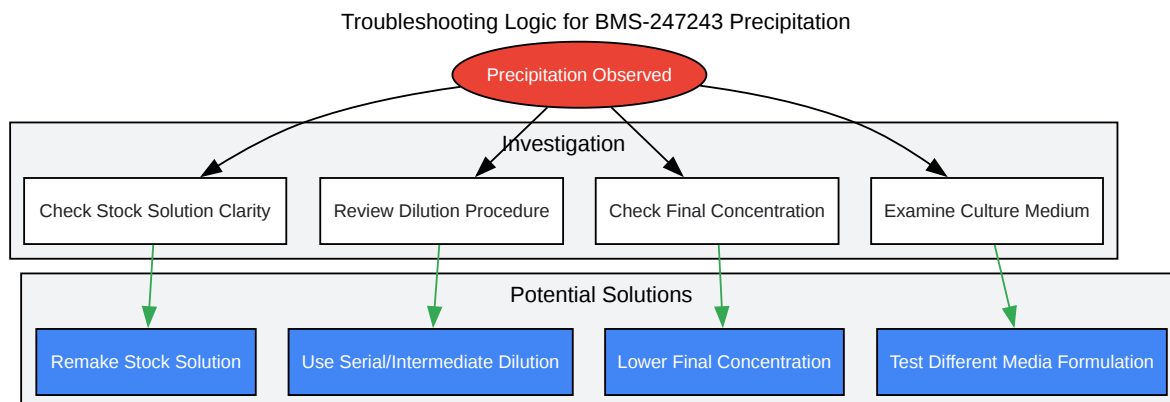 Troubleshooting Logic for BMS-247243 Precipitation
Precipitation Observed
Investigation
Check Stock Solution Clarity
Review Dilution Procedure
Check Final Concentration
Examine Culture Medium
Potential Solutions
Remake Stock Solution
Use Serial/Intermediate Dilution
Lower Final Concentration
Test Different Media Formulation